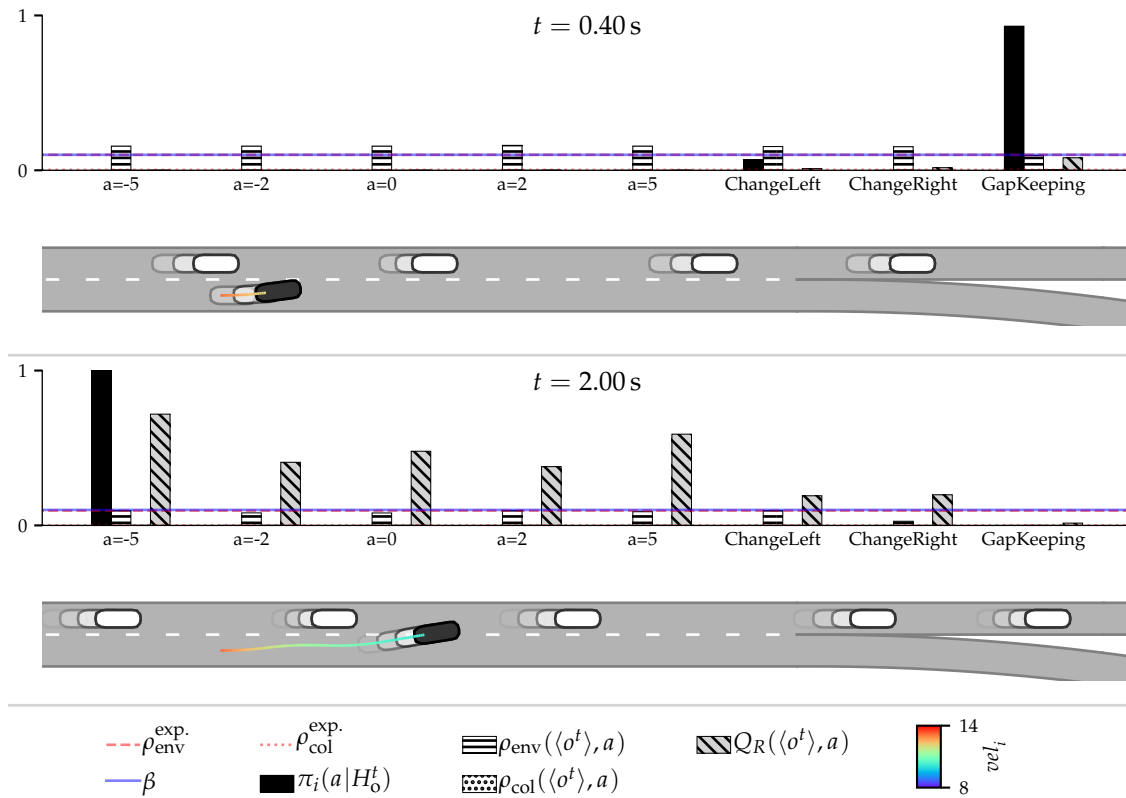 t = 0.40 s
1
0
a=-5 a=-2 a=0 a=2 a=5 ChangeLeft ChangeRight GapKeeping
t = 2.00 s
1
0
a=-5 a=-2 a=0 a=2 a=5 ChangeLeft ChangeRight GapKeeping
ρ_env^exp. ρ_col^exp. ρ_env(⟨o^t⟩, a) Q_R(⟨o^t⟩, a)
β π_i(a|H_o^t) ρ_col(⟨o^t⟩, a)
14
8
vel_i